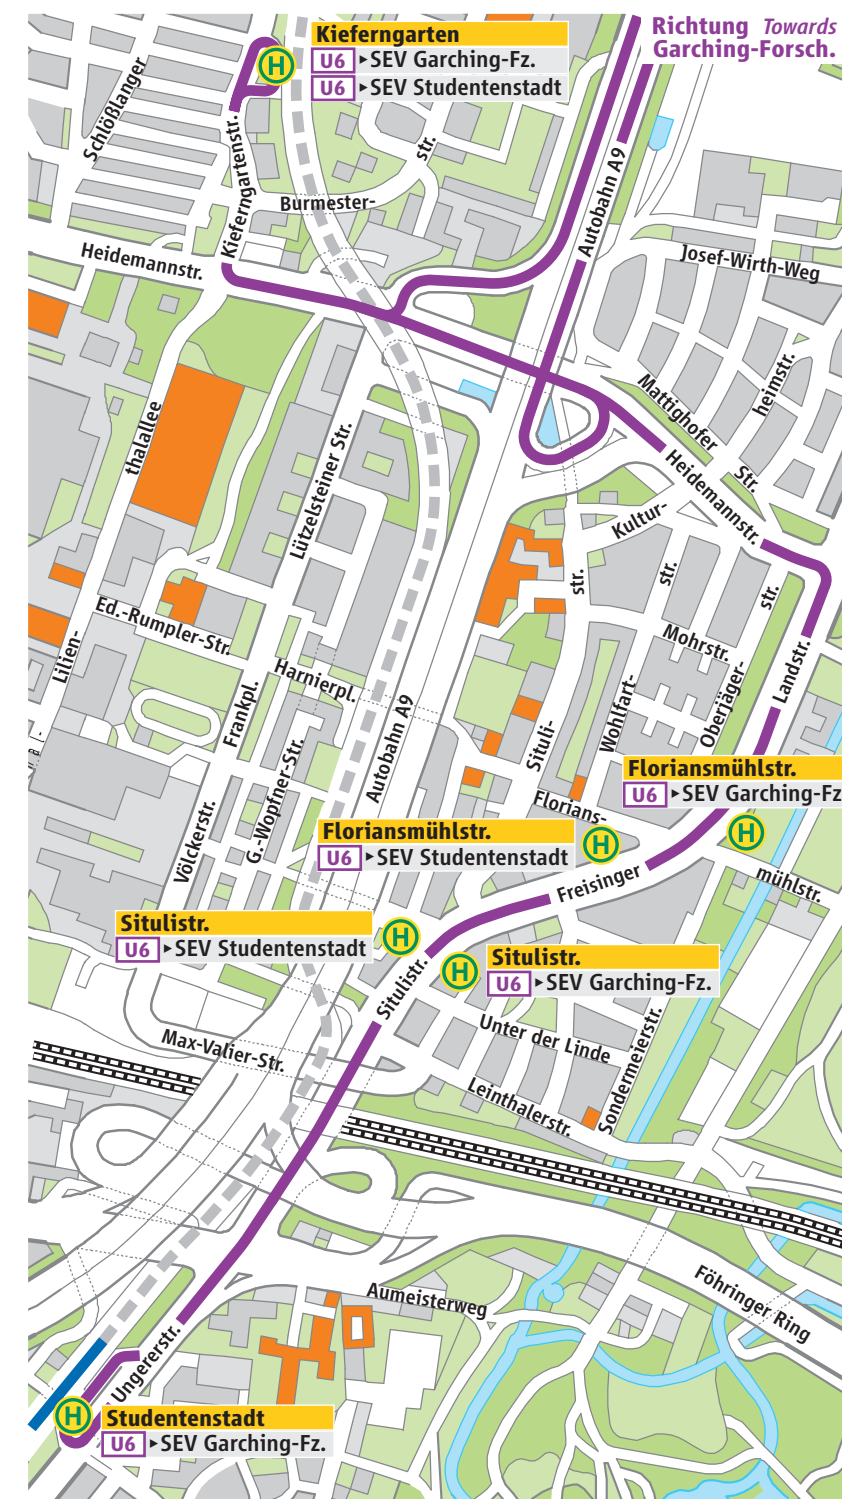 Richtung Towards
Garching-Forsch.
Kieferngarten
U6 ▸SEV Garching-Fz.
U6 ▸SEV Studentenstadt
H
Schlößlanger
str.
Autobahn A9
Kieferngartenstr.
Burmester-
Heidemannstr.
Josef-Wirth-Weg
heimstr.
Mattighofer
Str.
thalallee
Lützelsteiner Str.
Heidemannstr.
Kultur-
str.
str.
str.
Ed.-Rumpler-Str.
Lilien-
Harnierpl.
Mohrstr.
Landstr.
Frankpl.
Autobahn A9
Situli-
Wohlfart-
Oberjäger-
G.-Wopfner-Str.
Völckerstr.
Florians-
Floriansmühlstr.
U6 ▸SEV Garching-Fz
H
Floriansmühlstr.
U6 ▸SEV Studentenstadt
H
Freisinger
mühlstr.
Situlistr.
U6 ▸SEV Studentenstadt
H
Situlistr.
U6 ▸SEV Garching-Fz.
H
Situlistr.
Max-Valier-Str.
Unter der Linde
Leinthalerstr.
Sondermeierstr.
Föhringer Ring
Aumeisterweg
Ungererstr.
H
Studentenstadt
U6 ▸SEV Garching-Fz.